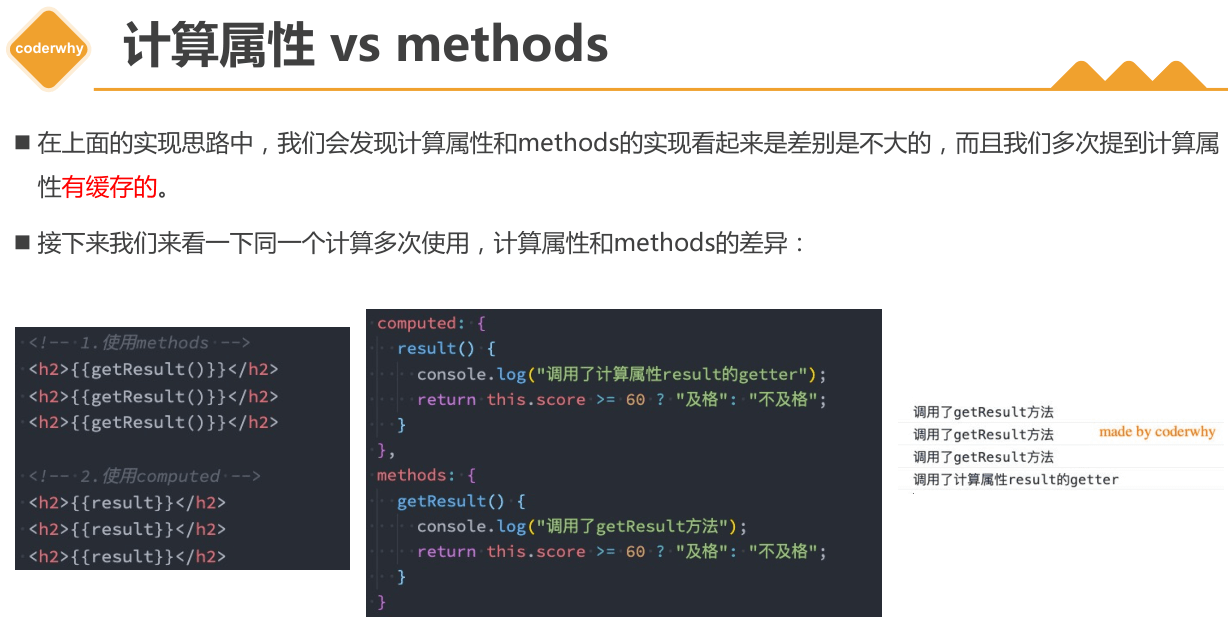 coderwhy
计算属性 vs methods
■ 在上面的实现思路中，我们会发现计算属性和methods的实现看起来是差别是不大的，而且我们多次提到计算属
性有缓存的。
■ 接下来我们来看一下同一个计算多次使用，计算属性和methods的差异：
<!-- 1.使用methods -->
<h2>{{getResult()}}</h2>
<h2>{{getResult()}}</h2>
<h2>{{getResult()}}</h2>
<!-- 2.使用computed -->
<h2>{{result}}</h2>
<h2>{{result}}</h2>
<h2>{{result}}</h2>
computed: {
result() {
console.log("调用了计算属性result的getter");
return this.score >= 60 ? "及格": "不及格";
}
},
methods: {
getResult() {
console.log("调用了getResult方法");
return this.score >= 60 ? "及格": "不及格";
}
}
调用了getResult方法
调用了getResult方法
made by coderwhy
调用了getResult方法
调用了计算属性result的getter